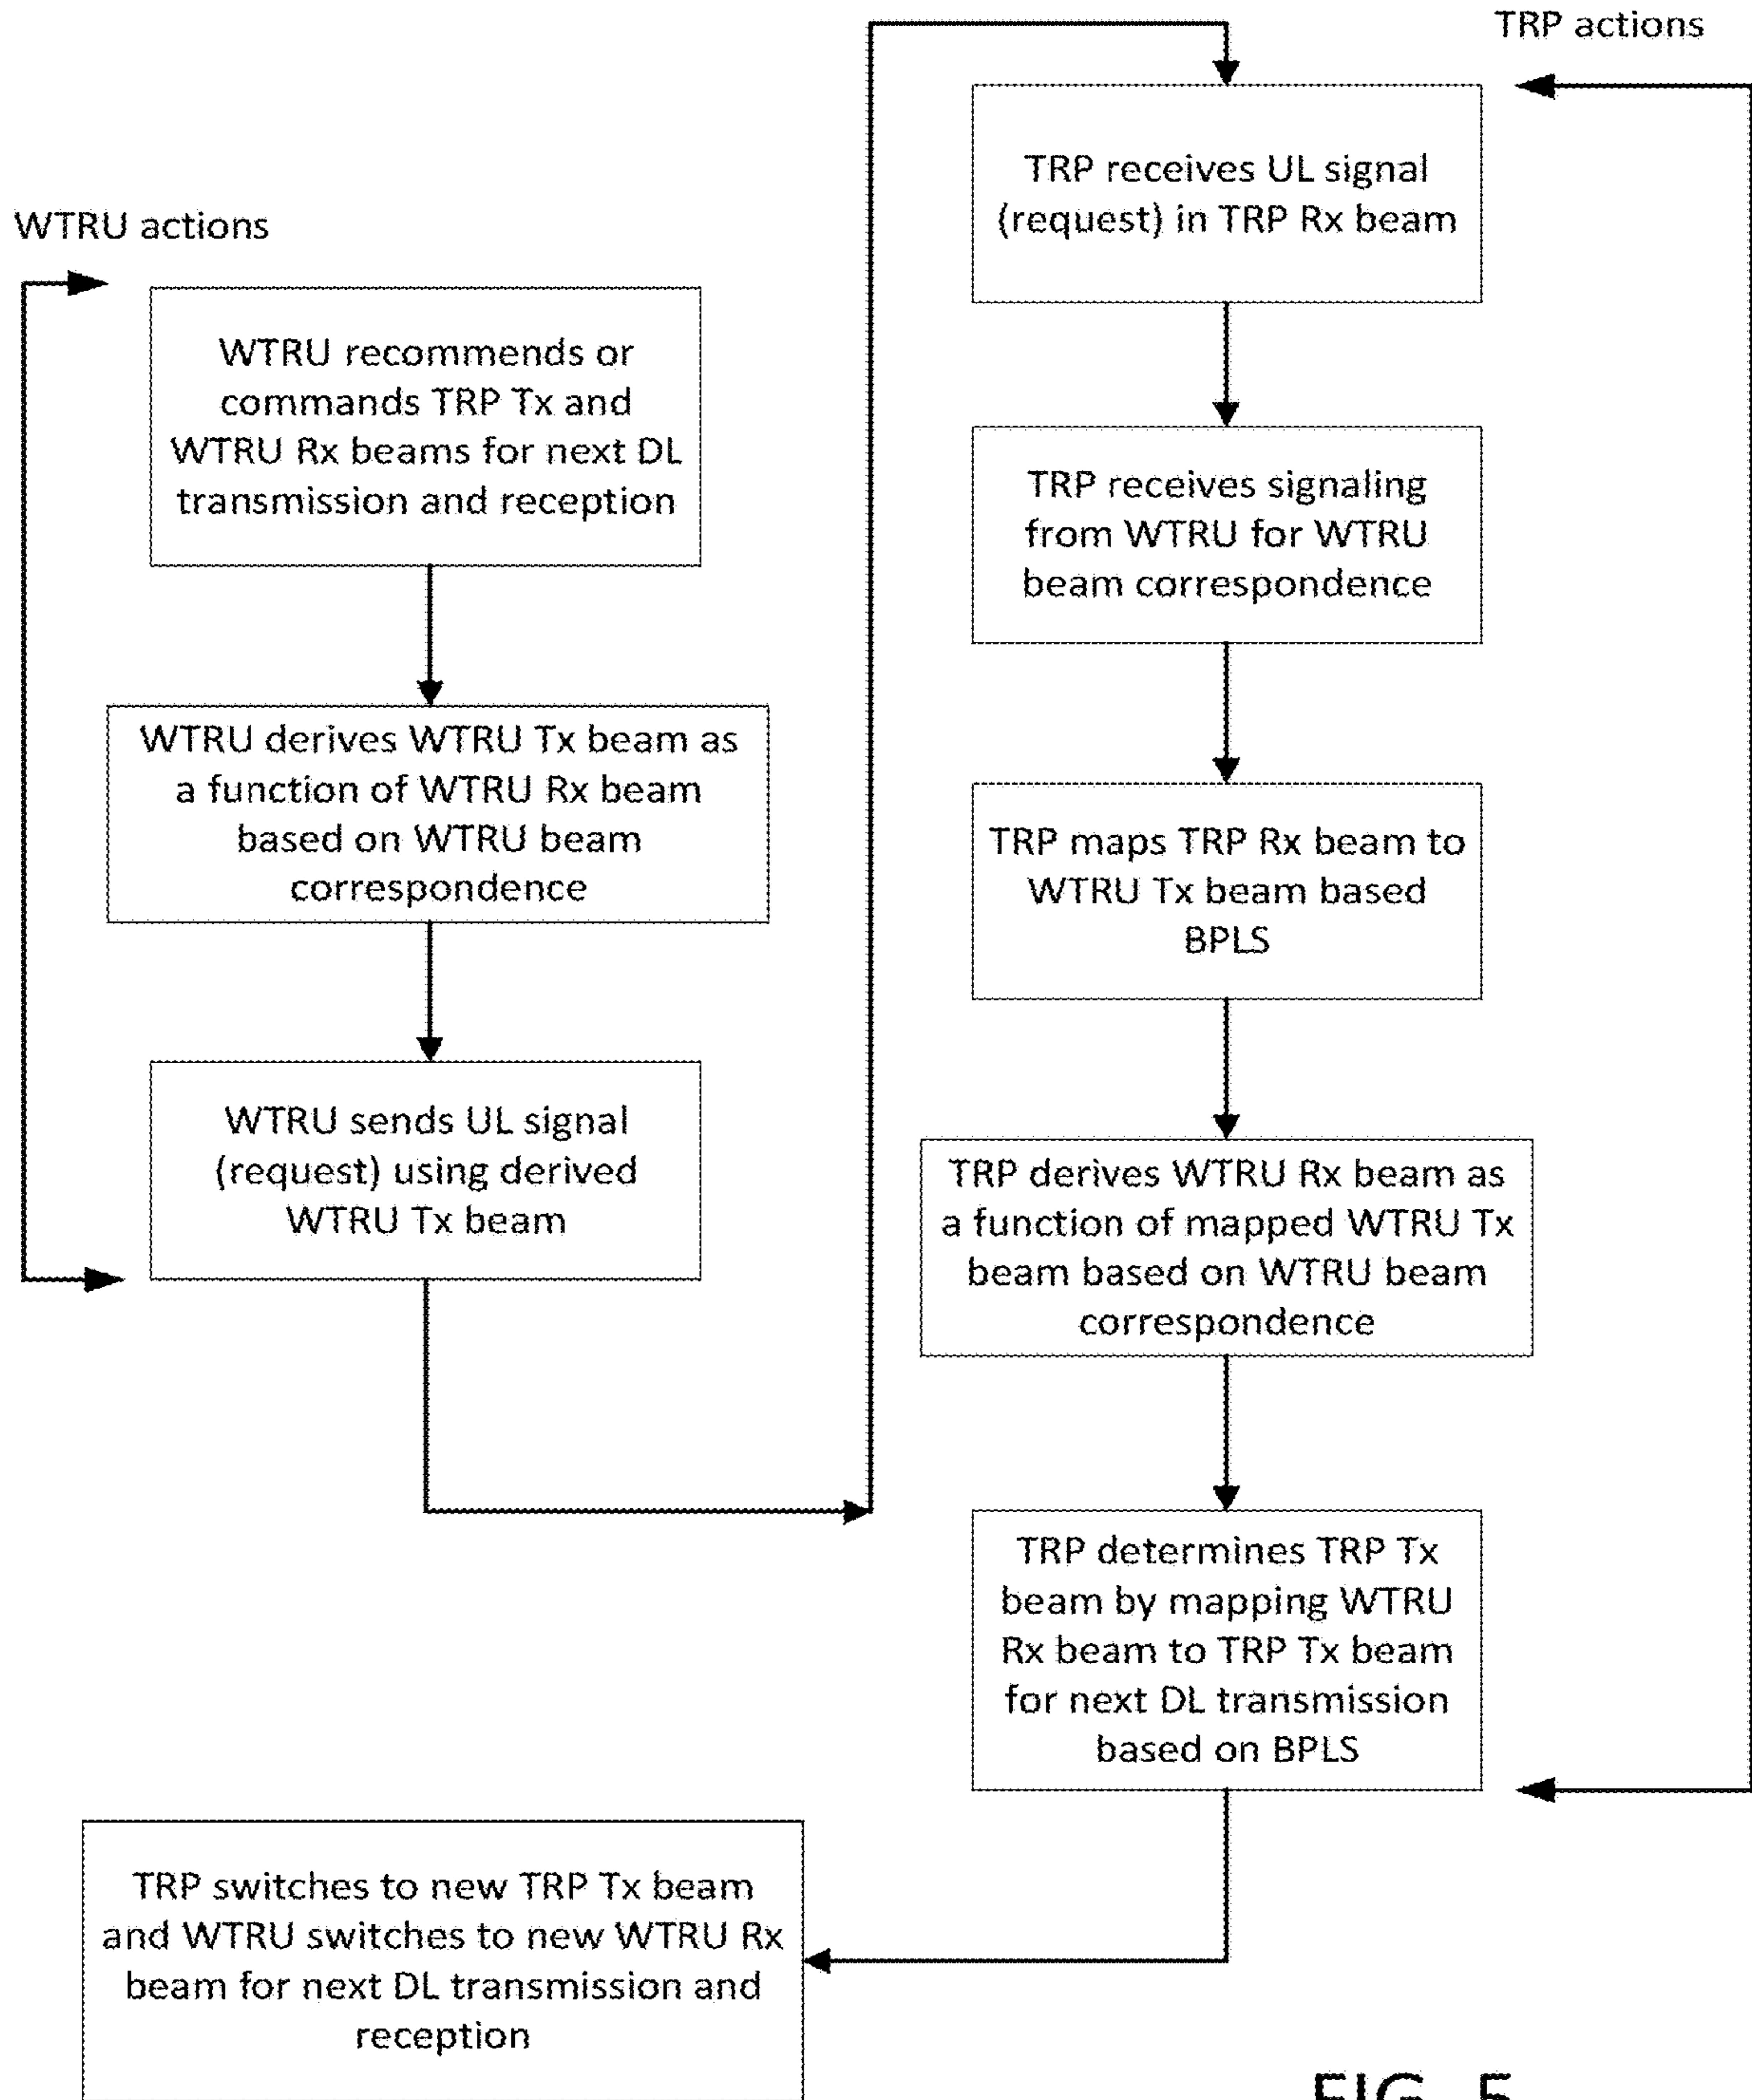 WTRU actions
WTRU recommends or
commands TRP Tx and
WTRU Rx beams for next DL
transmission and reception
WTRU derives WTRU Tx beam as
a function of WTRU Rx beam
based on WTRU beam
correspondence
WTRU sends UL signal
(request) using derived
WTRU Tx beam
TRP actions
TRP receives UL signal
(request) in TRP Rx beam
TRP receives signaling
from WTRU for WTRU
beam correspondence
TRP maps TRP Rx beam to
WTRU Tx beam based
BPLS
TRP derives WTRU Rx beam as
a function of mapped WTRU Tx
beam based on WTRU beam
correspondence
TRP determines TRP Tx
beam by mapping WTRU
Rx beam to TRP Tx beam
for next DL transmission
based on BPLS
TRP switches to new TRP Tx beam
and WTRU switches to new WTRU Rx
beam for next DL transmission and
reception
FIG. 5